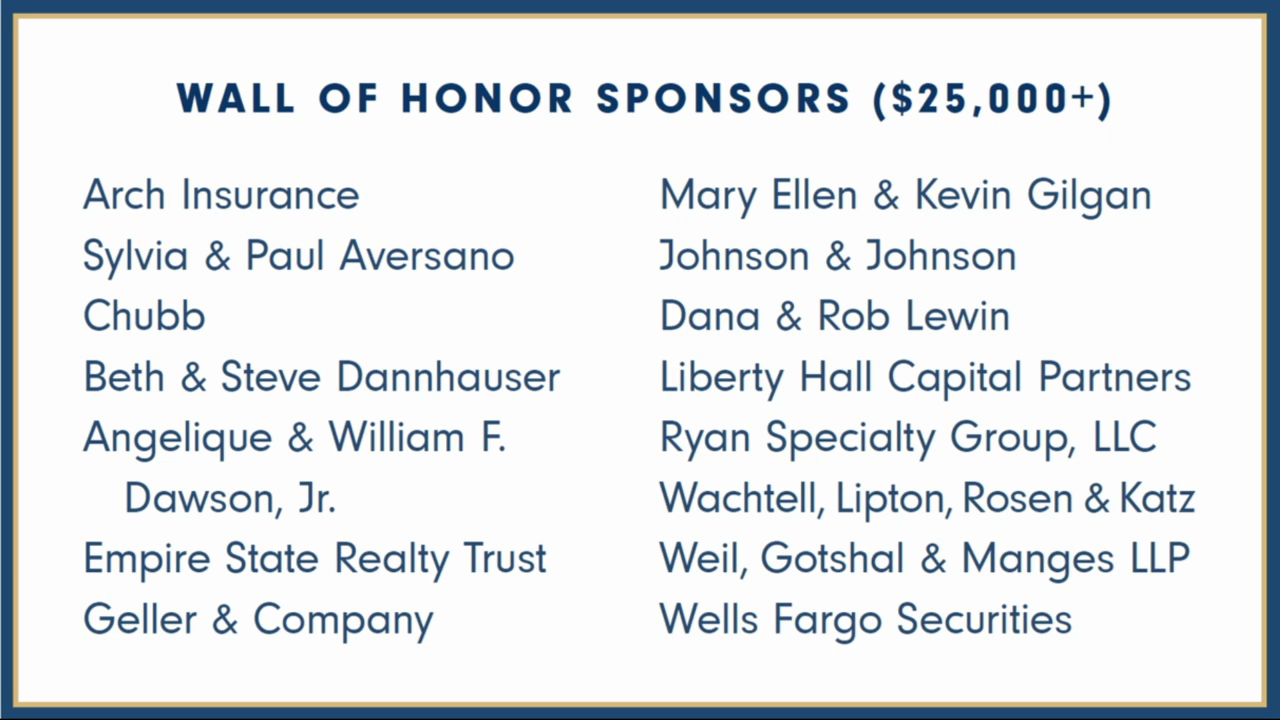 WALL OF HONOR SPONSORS ($25,000+)
Arch Insurance
Sylvia & Paul Aversano
Chubb
Beth & Steve Dannhauser
Angelique & William F.
Dawson, Jr.
Empire State Realty Trust
Geller & Company
Mary Ellen & Kevin Gilgan
Johnson & Johnson
Dana & Rob Lewin
Liberty Hall Capital Partners
Ryan Specialty Group, LLC
Wachtell, Lipton, Rosen & Katz
Weil, Gotshal & Manges LLP
Wells Fargo Securities